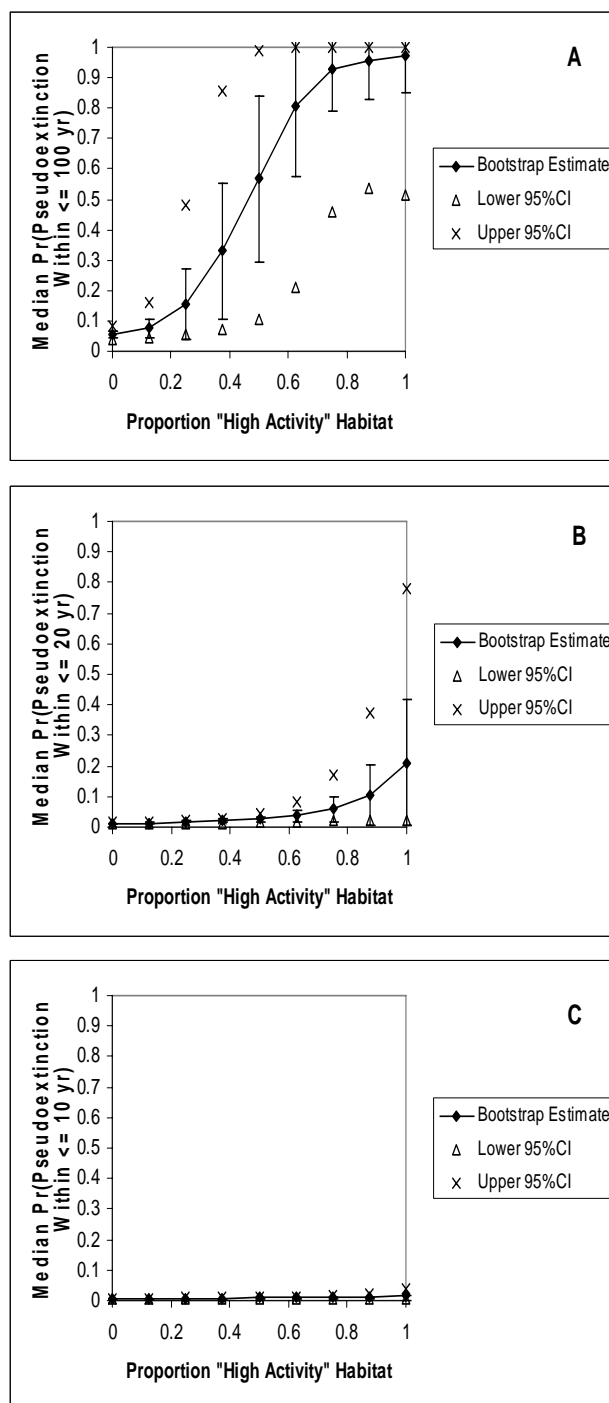 A
Median Pr(Pseudoextinction
Within <= 100 yr)
1
0.9
0.8
0.7
0.6
0.5
0.4
0.3
0.2
0.1
0
0 0.2 0.4 0.6 0.8 1
Proportion "High Activity" Habitat
Bootstrap Estimate
Lower 95%CI
Upper 95%CI
B
Median Pr(Pseudoextinction
Within <= 20 yr)
1
0.9
0.8
0.7
0.6
0.5
0.4
0.3
0.2
0.1
0
0 0.2 0.4 0.6 0.8 1
Proportion "High Activity" Habitat
Bootstrap Estimate
Lower 95%CI
Upper 95%CI
C
Median Pr(Pseudoextinction
Within <= 10 yr)
1
0.9
0.8
0.7
0.6
0.5
0.4
0.3
0.2
0.1
0
0 0.2 0.4 0.6 0.8 1
Proportion "High Activity" Habitat
Bootstrap Estimate
Lower 95%CI
Upper 95%CI